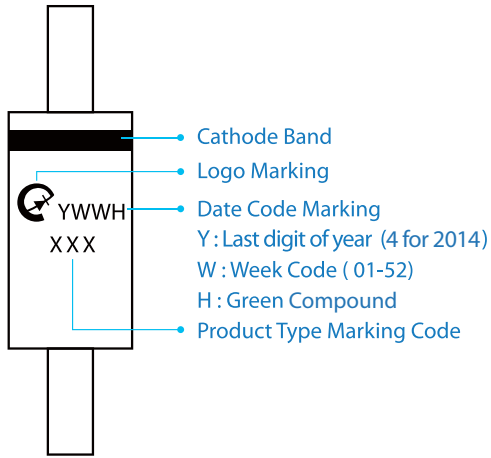 Cathode Band
Logo Marking
YWWH
Date Code Marking
Y : Last digit of year (4 for 2014)
XXX
W : Week Code ( 01-52)
H : Green Compound
Product Type Marking Code